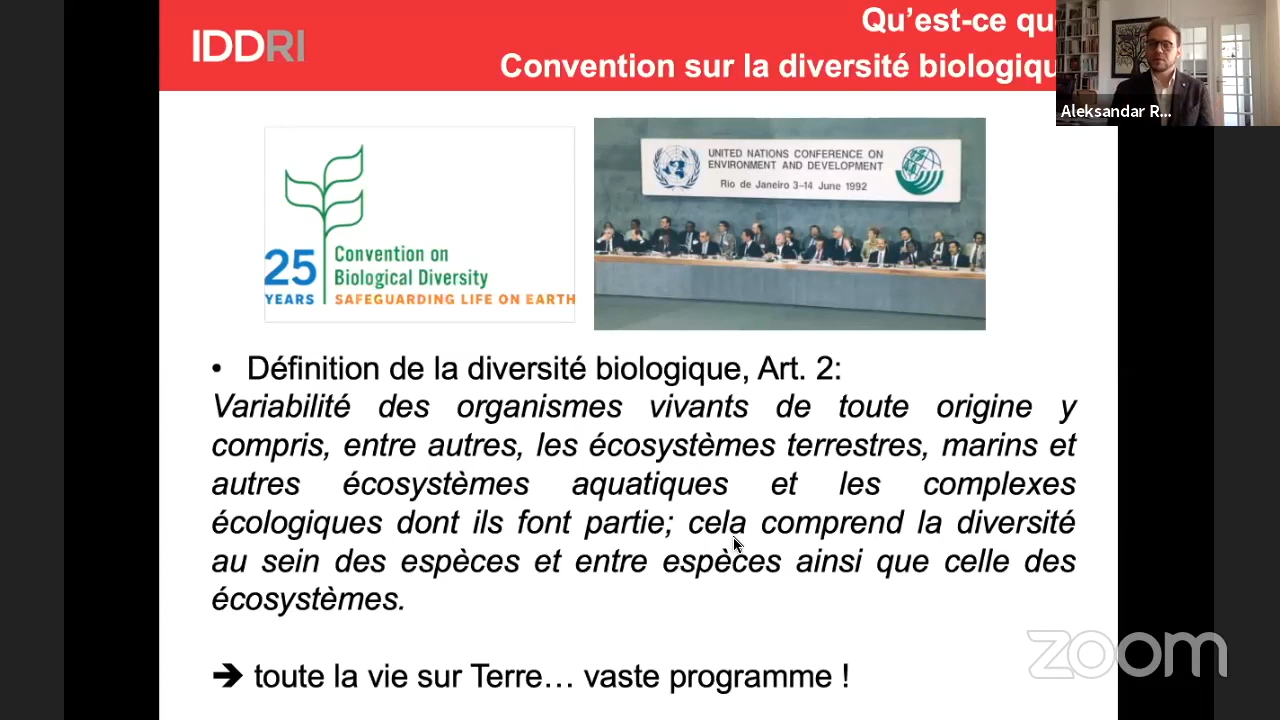 IDDRI
Qu’est-ce qu
Convention sur la diversité biologiqu
Aleksandar R...
25
YEARS
Convention on
Biological Diversity
SAFEGUARDING LIFE ON EARTH
UNITED NATIONS CONFERENCE ON
ENVIRONMENT AND DEVELOPMENT
Rio de Janeiro 3–14 June 1992
• Définition de la diversité biologique, Art. 2:
Variabilité des organismes vivants de toute origine y
compris, entre autres, les écosystèmes terrestres, marins et
autres écosystèmes aquatiques et les complexes
écologiques dont ils font partie; cela comprend la diversité
au sein des espèces et entre espèces ainsi que celle des
écosystèmes.
➔ toute la vie sur Terre… vaste programme !
zoom